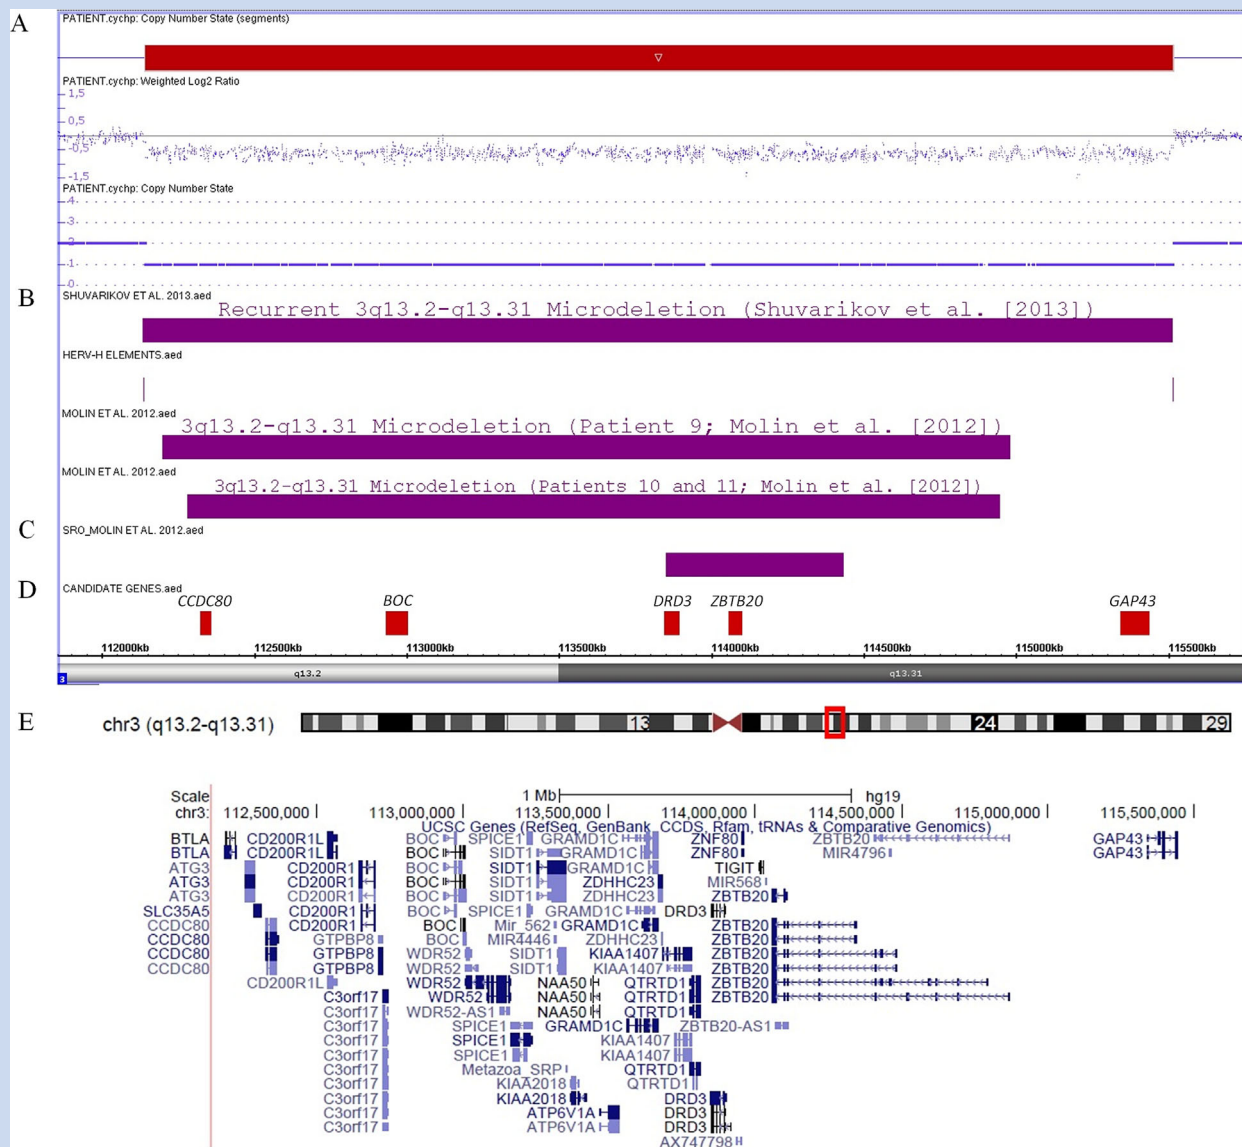 A
PATIENT.cychp: Copy Number State (segments)
PATIENT.cychp: Weighted Log2 Ratio
1,5
0,5
-0,5
-1,5
PATIENT.cychp: Copy Number State
4
3
2
1
0
B
SHUVARIKOV ET AL. 2013.aed
Recurrent 3q13.2-q13.31 Microdeletion (Shuvarikov et al. [2013])
HERV-H ELEMENTS.aed
MOLIN ET AL. 2012.aed
3q13.2-q13.31 Microdeletion (Patient 9; Molin et al. [2012])
MOLIN ET AL. 2012.aed
3q13.2-q13.31 Microdeletion (Patients 10 and 11; Molin et al. [2012])
C
SRO_MOLIN ET AL. 2012.aed
D
CANDIDATE GENES.aed
CCDC80 BOC DRD3 ZBTB20 GAP43
112000kb 112500kb 113000kb 113500kb 114000kb 114500kb 115000kb 115500kb
q13.2 q13.31
3
E
chr3 (q13.2-q13.31) 13 24 29
Scale 1 Mb hg19
chr3: 112,500,000 113,000,000 113,500,000 114,000,000 114,500,000 115,000,000 115,500,000
UCSC Genes (RefSeq, GenBank, CCDS, Rfam, tRNAs & Comparative Genomics)
BTLA CD200R1L BOC SPICE1 GRAMD1C ZNF80 ZBTB20 GAP43
BTLA CD200R1L BOC SIDT1 GRAMD1C ZNF80 MIR4796 GAP43
ATG3 CD200R1 BOC SIDT1 GRAMD1C TIGIT
ATG3 CD200R1 BOC SIDT1 ZDHHC23 MIR568
ATG3 CD200R1 BOC SIDT1 ZDHHC23 ZBTB20
SLC35A5 CD200R1 BOC SPICE1 GRAMD1C DRD3
CCDC80 CD200R1 BOC Mir_562 GRAMD1C ZBTB20
CCDC80 GTPBP8 BOC MIR4446 ZDHHC23 ZBTB20
CCDC80 GTPBP8 WDR52 SIDT1 KIAA1407 ZBTB20
CCDC80 GTPBP8 WDR52 SIDT1 KIAA1407 ZBTB20
CD200R1L WDR52 NAA50 QTRTD1 ZBTB20
C3orf17 WDR52 NAA50 QTRTD1 ZBTB20
C3orf17 WDR52-AS1 NAA50 QTRTD1
C3orf17 SPICE1 GRAMD1C ZBTB20-AS1
C3orf17 SPICE1 KIAA1407
C3orf17 SPICE1 KIAA1407
C3orf17 Metazoa_SRP QTRTD1
C3orf17 KIAA2018 QTRTD1
C3orf17 KIAA2018 DRD3
C3orf17 ATP6V1A DRD3
C3orf17 ATP6V1A DRD3
AX747798